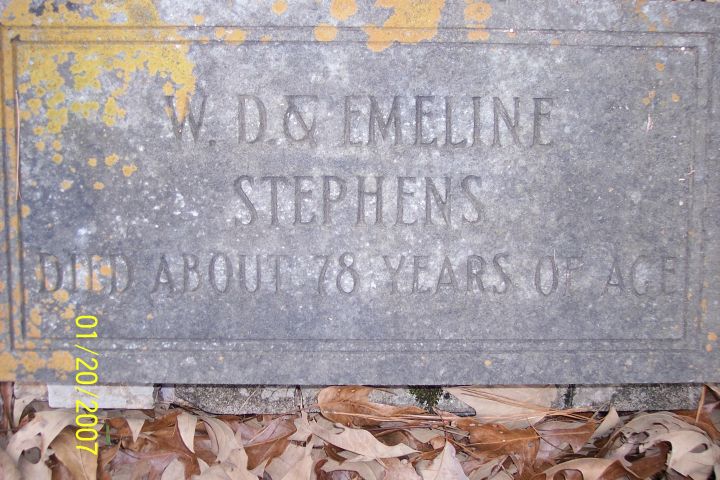 W. D. & EMELINE
STEPHENS
DIED ABOUT 78 YEARS OF AGE
01/20/2007